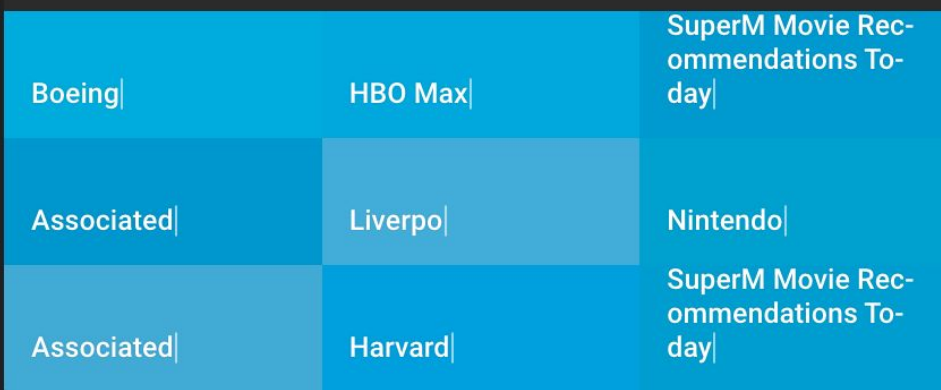 Boeing
HBO Max
SuperM Movie Rec-
ommendations To-
day
Associated
Liverpo
Nintendo
Associated
Harvard
SuperM Movie Rec-
ommendations To-
day